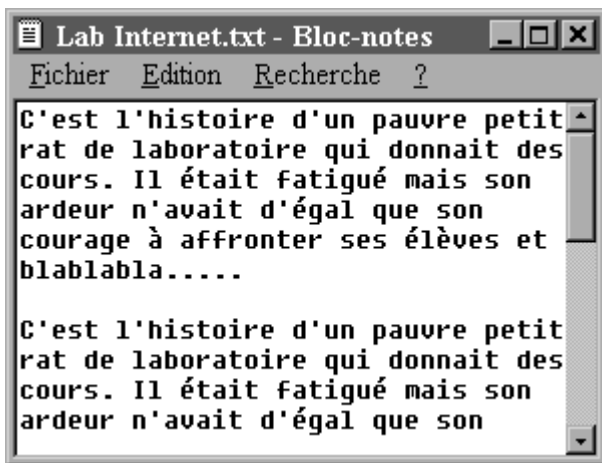 Lab Internet.txt - Bloc-notes
Fichier Edition Recherche ?
C'est l'histoire d'un pauvre petit
rat de laboratoire qui donnait des
cours. Il était fatigué mais son
ardeur n'avait d'égal que son
courage à affronter ses élèves et
blablabla.....
C'est l'histoire d'un pauvre petit
rat de laboratoire qui donnait des
cours. Il était fatigué mais son
ardeur n'avait d'égal que son